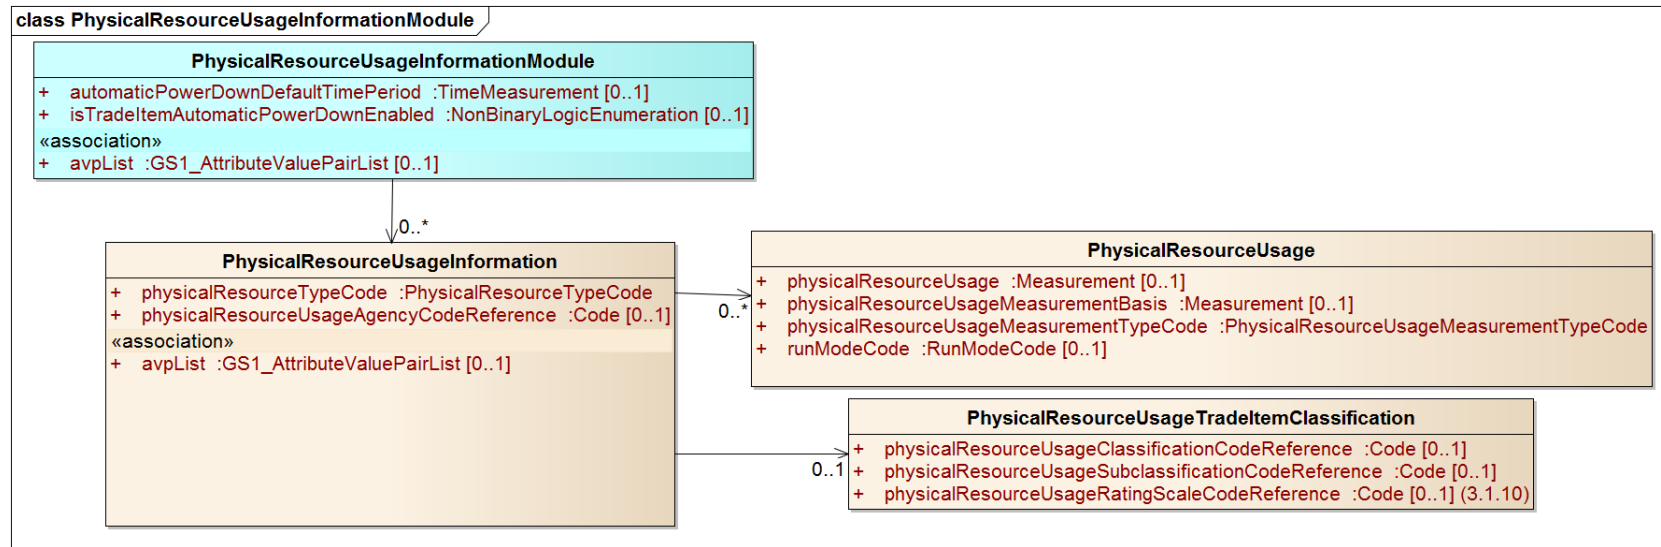 class PhysicalResourceUsageInformationModule
PhysicalResourceUsageInformationModule
+ automaticPowerDownDefaultTimePeriod :TimeMeasurement [0..1]
+ isTradeItemAutomaticPowerDownEnabled :NonBinaryLogicEnumeration [0..1]
«association»
+ avpList :GS1_AttributeValuePairList [0..1]
0..*
PhysicalResourceUsageInformation
+ physicalResourceTypeCode :PhysicalResourceTypeCode
+ physicalResourceUsageAgencyCodeReference :Code [0..1]
«association»
+ avpList :GS1_AttributeValuePairList [0..1]
0..*
PhysicalResourceUsage
+ physicalResourceUsage :Measurement [0..1]
+ physicalResourceUsageMeasurementBasis :Measurement [0..1]
+ physicalResourceUsageMeasurementTypeCode :PhysicalResourceUsageMeasurementTypeCode
+ runModeCode :RunModeCode [0..1]
0..1
PhysicalResourceUsageTradeItemClassification
+ physicalResourceUsageClassificationCodeReference :Code [0..1]
+ physicalResourceUsageSubclassificationCodeReference :Code [0..1]
+ physicalResourceUsageRatingScaleCodeReference :Code [0..1] (3.1.10)